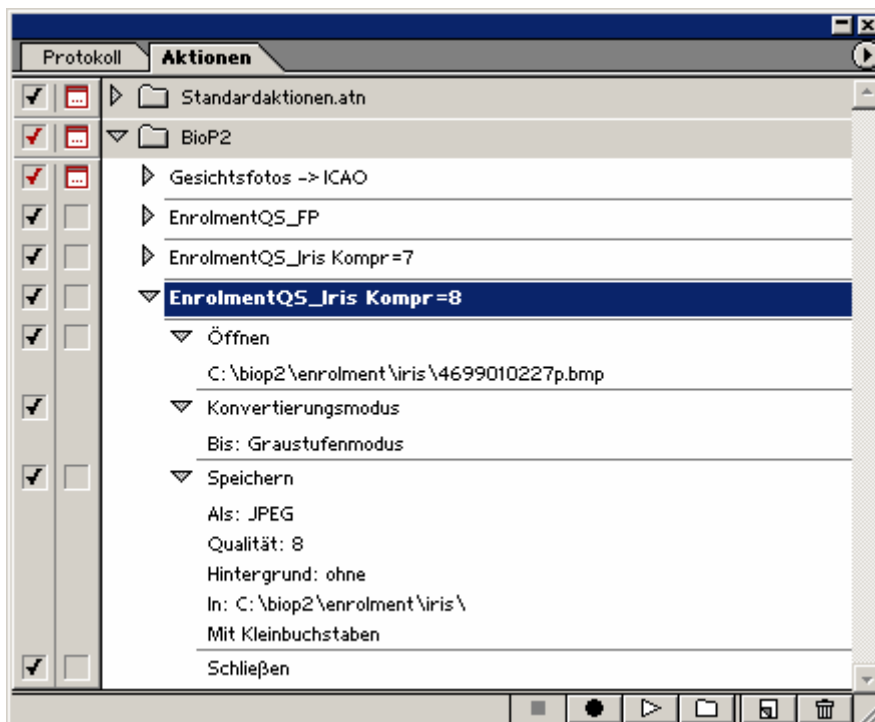 Protokoll Aktionen
Standardaktionen.atn
BioP2
Gesichtsfotos -> ICAO
EnrolmentQS_FP
EnrolmentQS_Iris Kompr=7
EnrolmentQS_Iris Kompr=8
Öffnen
C:\biop2\enrolment\iris\4699010227p.bmp
Konvertierungsmodus
Bis: Graustufenmodus
Speichern
Als: JPEG
Qualität: 8
Hintergrund: ohne
In: C:\biop2\enrolment\iris\
Mit Kleinbuchstaben
Schließen